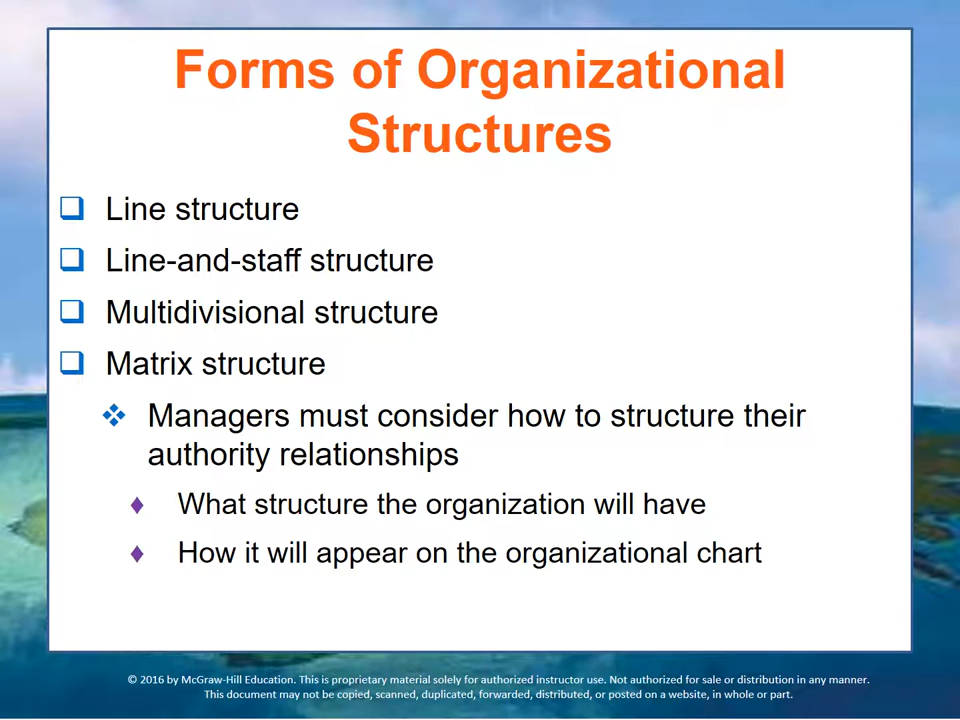 Forms of Organizational
Structures
Line structure
Line-and-staff structure
Multidivisional structure
Matrix structure
Managers must consider how to structure their
authority relationships
What structure the organization will have
How it will appear on the organizational chart
© 2016 by McGraw-Hill Education. This is proprietary material solely for authorized instructor use. Not authorized for sale or distribution in any manner.
This document may not be copied, scanned, duplicated, forwarded, distributed, or posted on a website, in whole or part.